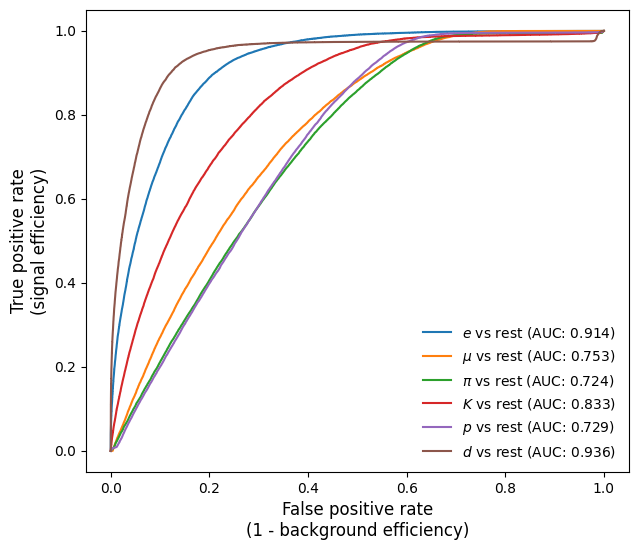 1.0
0.8
0.6
0.4
0.2
0.0
True positive rate
(signal efficiency)
e vs rest (AUC: 0.914)
μ vs rest (AUC: 0.753)
π vs rest (AUC: 0.724)
K vs rest (AUC: 0.833)
p vs rest (AUC: 0.729)
d vs rest (AUC: 0.936)
0.0 0.2 0.4 0.6 0.8 1.0
False positive rate
(1 - background efficiency)